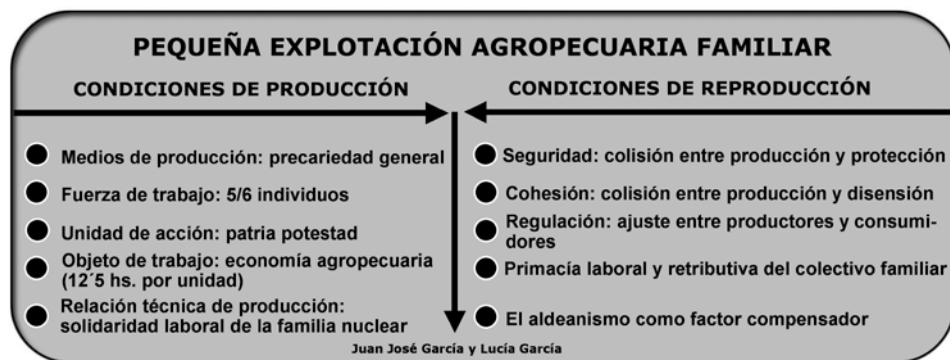 PEQUEÑA EXPLOTACIÓN AGROPECUARIA FAMILIAR
CONDICIONES DE PRODUCCIÓN
Medios de producción: precariedad general
Fuerza de trabajo: 5/6 individuos
Unidad de acción: patria potestad
Objeto de trabajo: economía agropecuaria
(12´5 hs. por unidad)
Relación técnica de producción:
solidaridad laboral de la familia nuclear
CONDICIONES DE REPRODUCCIÓN
Seguridad: colisión entre producción y protección
Cohesión: colisión entre producción y disensión
Regulación: ajuste entre productores y consumi-
dores
Primacía laboral y retributiva del colectivo familiar
El aldeanismo como factor compensador
Juan José García y Lucía García